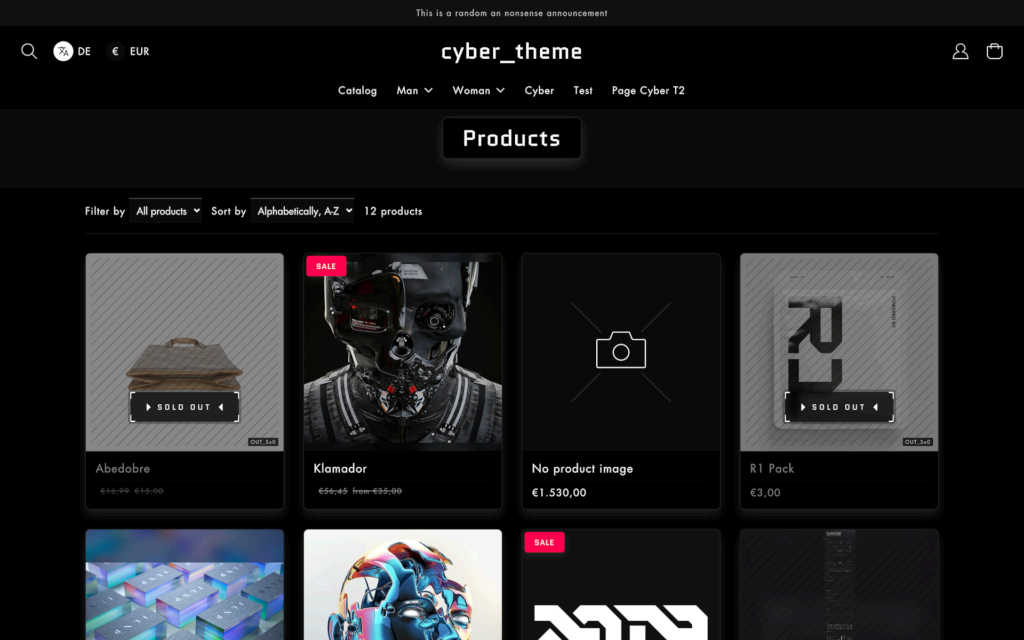 This is a random an nonsense announcement
DE € EUR
cyber_theme
Catalog Man Woman Cyber Test Page Cyber T2
Products
Filter by All products Sort by Alphabetically, A-Z 12 products
SALE
SOLD OUT
SOLD OUT
OUT_SoO
OUT_SoO
Abedobre
Klamador
No product image
R1 Pack
€16,99 €15,00
€56,45 from €35,00
€1.530,00
€3,00
SALE